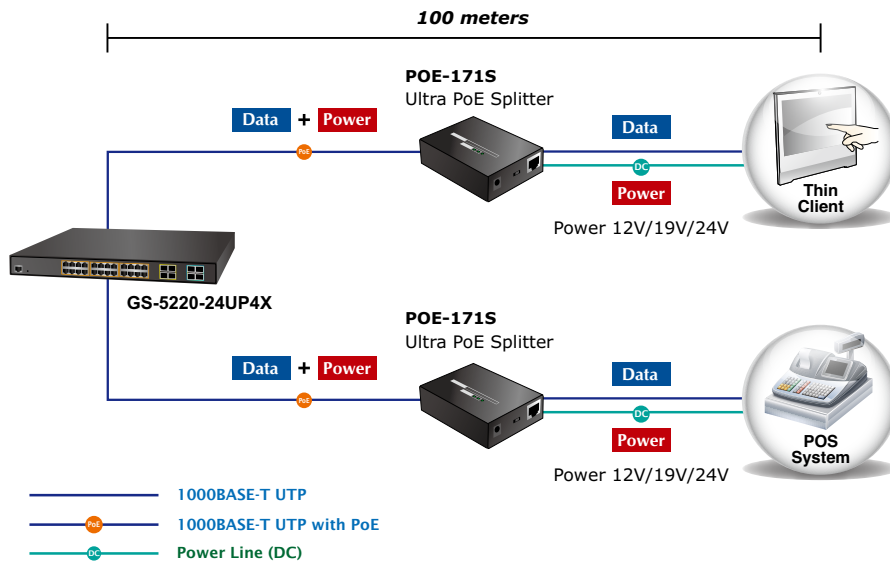 100 meters
POE-171S
Ultra PoE Splitter
Data + Power
PoE
Data
DC
Power
Power 12V/19V/24V
Thin
Client
GS-5220-24UP4X
POE-171S
Ultra PoE Splitter
Data + Power
PoE
Data
DC
Power
Power 12V/19V/24V
POS
System
1000BASE-T UTP
PoE 1000BASE-T UTP with PoE
DC Power Line (DC)